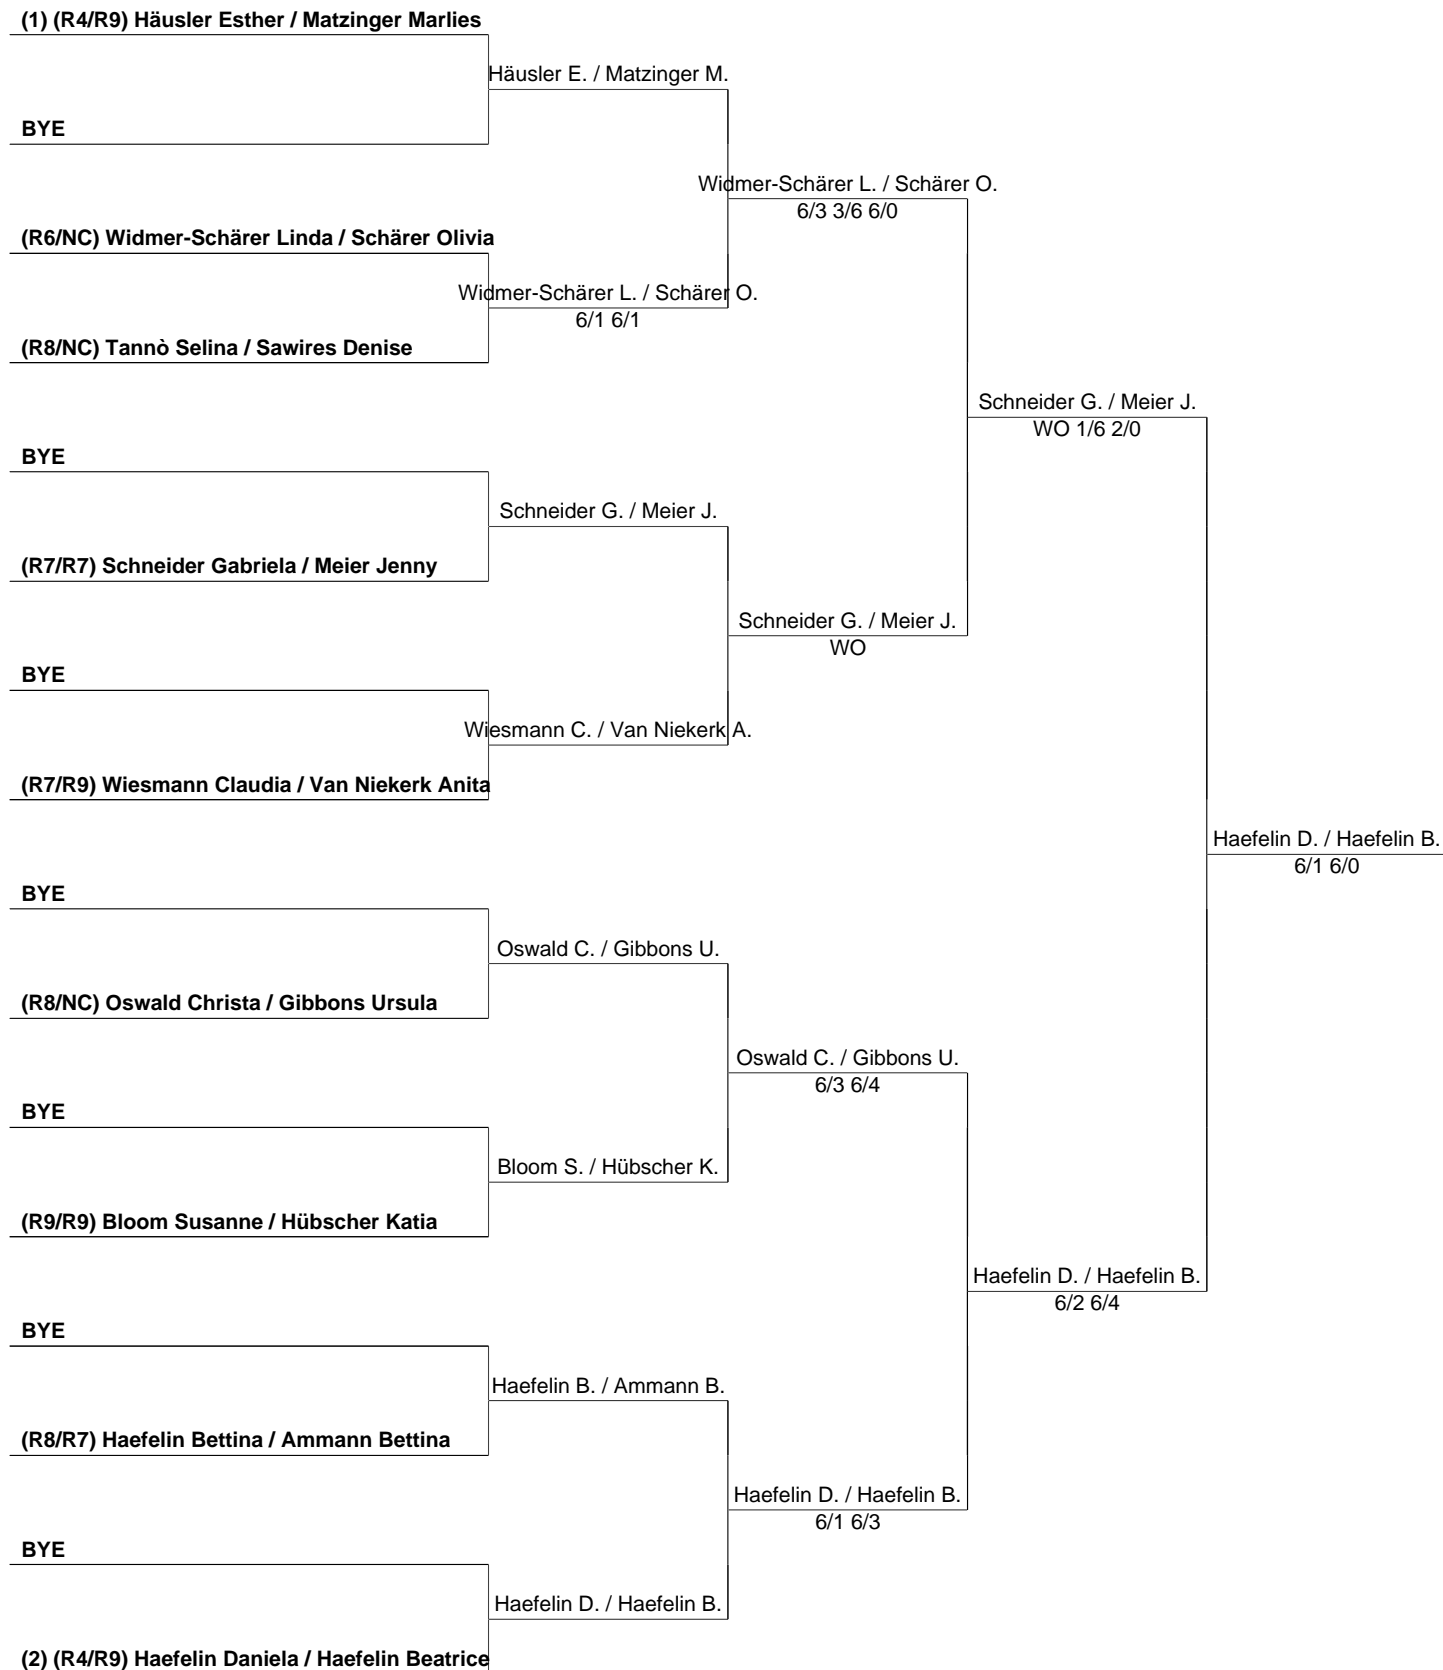 (1) (R4/R9) Häusler Esther / Matzinger Marlies
Häusler E. / Matzinger M.
BYE
Widmer-Schärer L. / Schärer O.
6/3 3/6 6/0
(R6/NC) Widmer-Schärer Linda / Schärer Olivia
Widmer-Schärer L. / Schärer O.
6/1 6/1
(R8/NC) Tannò Selina / Sawires Denise
Schneider G. / Meier J.
WO 1/6 2/0
BYE
Schneider G. / Meier J.
(R7/R7) Schneider Gabriela / Meier Jenny
Schneider G. / Meier J.
WO
BYE
Wiesmann C. / Van Niekerk A.
(R7/R9) Wiesmann Claudia / Van Niekerk Anita
Haefelin D. / Haefelin B.
6/1 6/0
BYE
Oswald C. / Gibbons U.
(R8/NC) Oswald Christa / Gibbons Ursula
Oswald C. / Gibbons U.
6/3 6/4
BYE
Bloom S. / Hübscher K.
(R9/R9) Bloom Susanne / Hübscher Katia
Haefelin D. / Haefelin B.
6/2 6/4
BYE
Haefelin B. / Ammann B.
(R8/R7) Haefelin Bettina / Ammann Bettina
Haefelin D. / Haefelin B.
6/1 6/3
BYE
Haefelin D. / Haefelin B.
(2) (R4/R9) Haefelin Daniela / Haefelin Beatrice